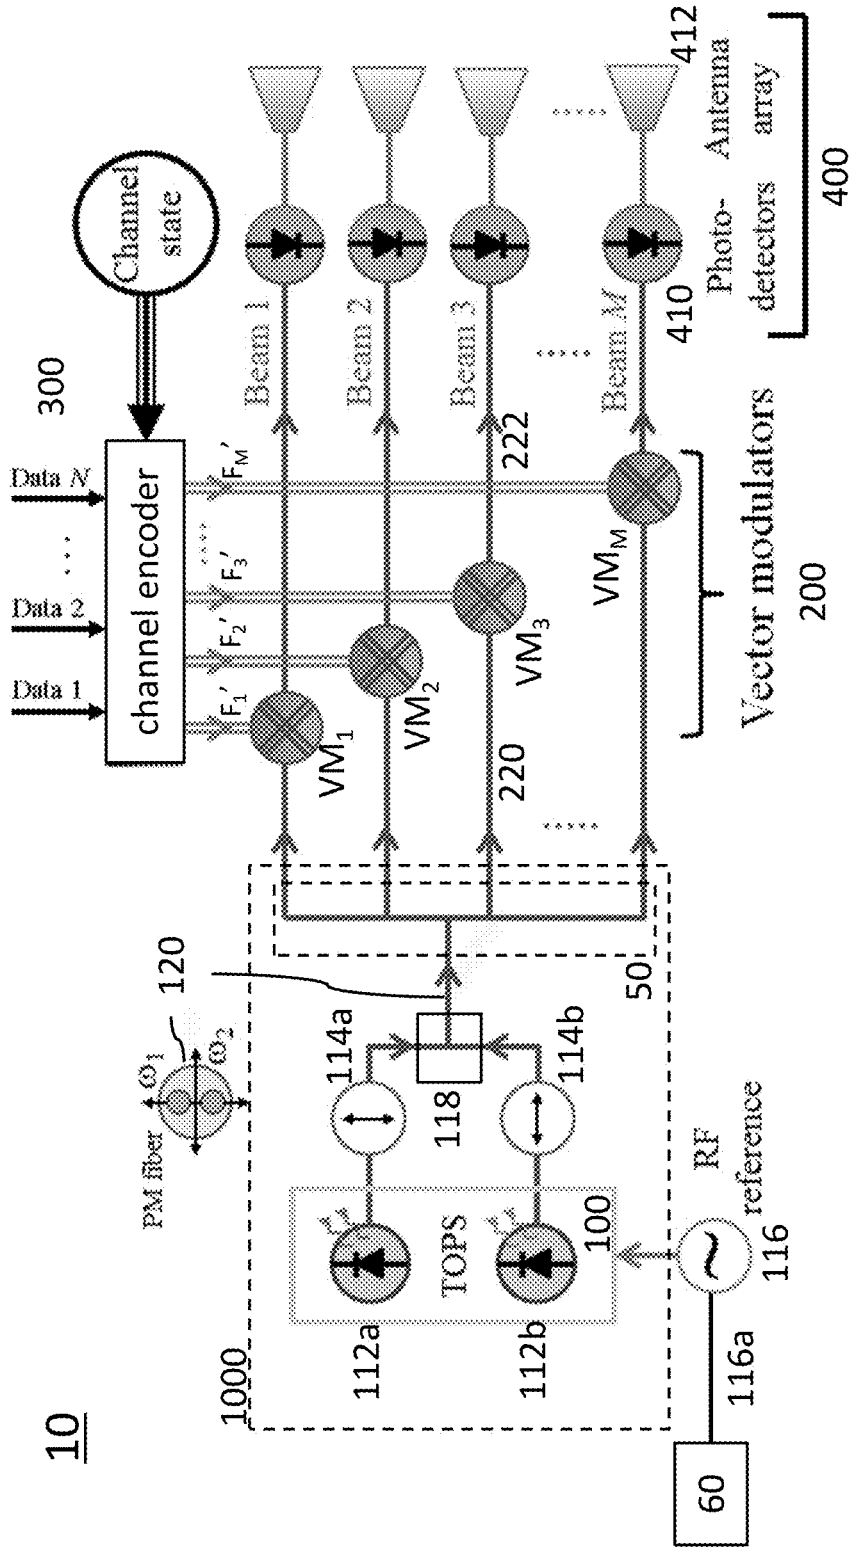 10
1000
PM fiber
ω1
ω2
120
112a
112b
TOPS
100
114a
114b
118
50
60
116a
116
RF
reference
Data 1
Data 2
. . .
Data N
channel encoder
300
Channel
state
F1'
F2'
F3'
.....
FM'
VM1
VM2
VM3
VMM
220
222
.....
Vector modulators
200
Beam 1
Beam 2
Beam 3
.....
Beam M
410
412
.....
Photo-
detectors
Antenna
array
400